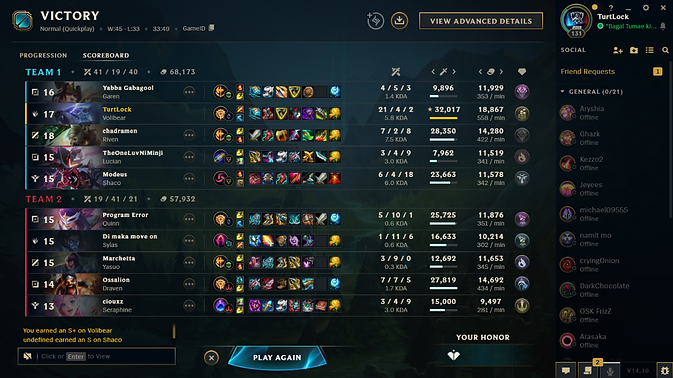 VICTORY
Normal (Quickplay) • W:45 - L:33 • 33:49 GameID
VIEW ADVANCED DETAILS
131
TurtLock
PROGRESSION SCOREBOARD
SOCIAL
Friend Requests 1
GENERAL (0/21)
TEAM 1 41 / 19 / 40 68,173
16 Yabba Gabagool 4 / 5 / 3 9,896 11,929
Garen 1.4 KDA 353 / min
17 TurtLock 21 / 4 / 2 32,017 18,867
Volibear 5.8 KDA 558 / min
18 chadramen 7 / 2 / 8 28,350 14,280
Riven 7.5 KDA 422 / min
15 TheOneLuvNiMinji 3 / 4 / 9 7,962 11,519
Lucian 3.0 KDA 341 / min
15 Modeus 6 / 4 / 18 23,663 11,578
Shaco 6.0 KDA 342 / min
TEAM 2 19 / 41 / 21 57,932
15 Program Error 5 / 10 / 1 25,725 11,876
Quinn 0.6 KDA 351 / min
15 Di maka move on 1 / 11 / 6 16,633 10,214
Sylas 0.6 KDA 302 / min
15 Marchetta 3 / 9 / 0 12,692 11,653
Yasuo 0.3 KDA 345 / min
14 Ossalion 7 / 7 / 5 27,819 14,692
Draven 1.7 KDA 434 / min
13 ciouxz 3 / 4 / 9 15,000 9,497
Seraphine 3.0 KDA 281 / min
You earned an S+ on Volibear
undefined earned an S on Shaco
Click or Enter to View
PLAY AGAIN
YOUR HONOR
Aryshia
Offline
Ghazk
Offline
Kezzo2
Offline
Jeyees
Offline
michael09555
Offline
namit mo
Offline
cryingOnion
Offline
DarkChocolate
Offline
OSK FrizZ
Offline
Atasaka
Offline
2
V14.10